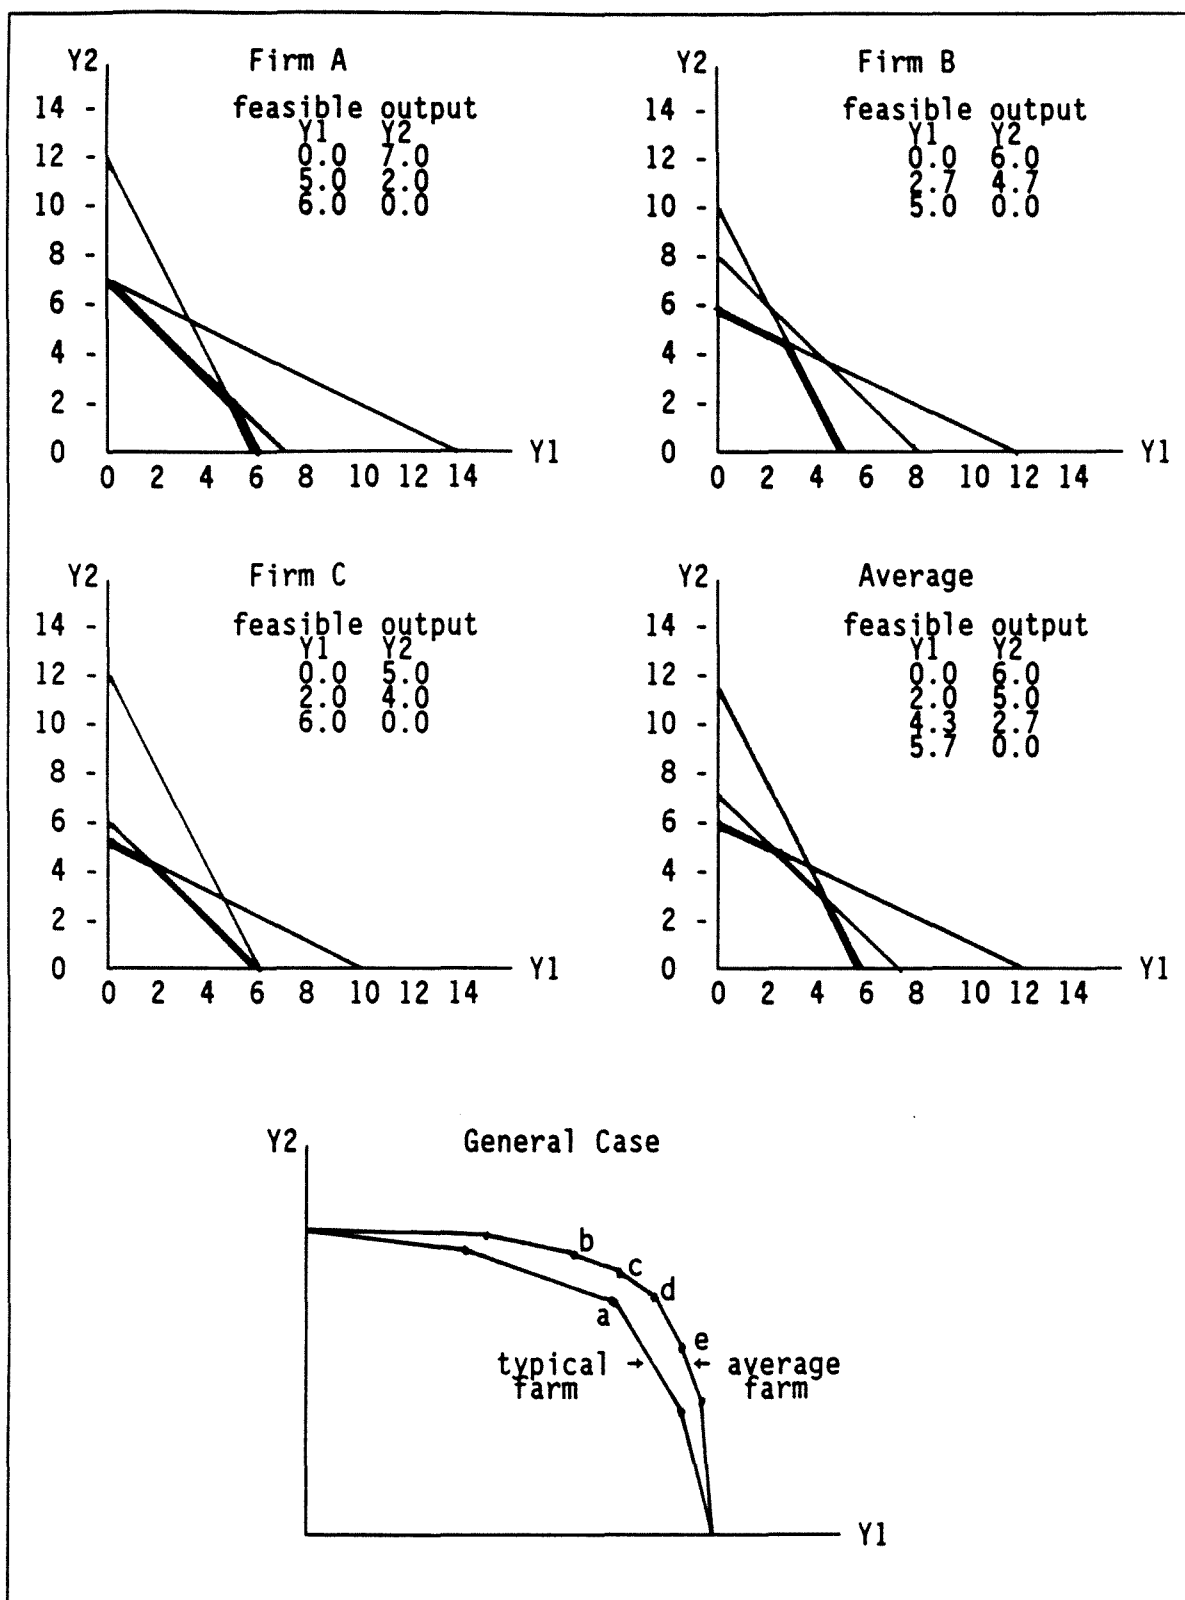 Y2 Firm A
feasible output
Y1 Y2
0.0 7.0
5.0 2.0
6.0 0.0
14 -
12 -
10 -
8 -
6 -
4 -
2 -
0
0 2 4 6 8 10 12 14
Y1
Y2 Firm B
feasible output
Y1 Y2
0.0 6.0
2.7 4.7
5.0 0.0
14 -
12 -
10 -
8 -
6 -
4 -
2 -
0
0 2 4 6 8 10 12 14
Y1
Y2 Firm C
feasible output
Y1 Y2
0.0 5.0
2.0 4.0
6.0 0.0
14 -
12 -
10 -
8 -
6 -
4 -
2 -
0
0 2 4 6 8 10 12 14
Y1
Y2 Average
feasible output
Y1 Y2
0.0 6.0
2.0 5.0
4.3 2.7
5.7 0.0
14 -
12 -
10 -
8 -
6 -
4 -
2 -
0
0 2 4 6 8 10 12 14
Y1
Y2 General Case
b
c
d
a
e
typical → ← average
farm farm
Y1